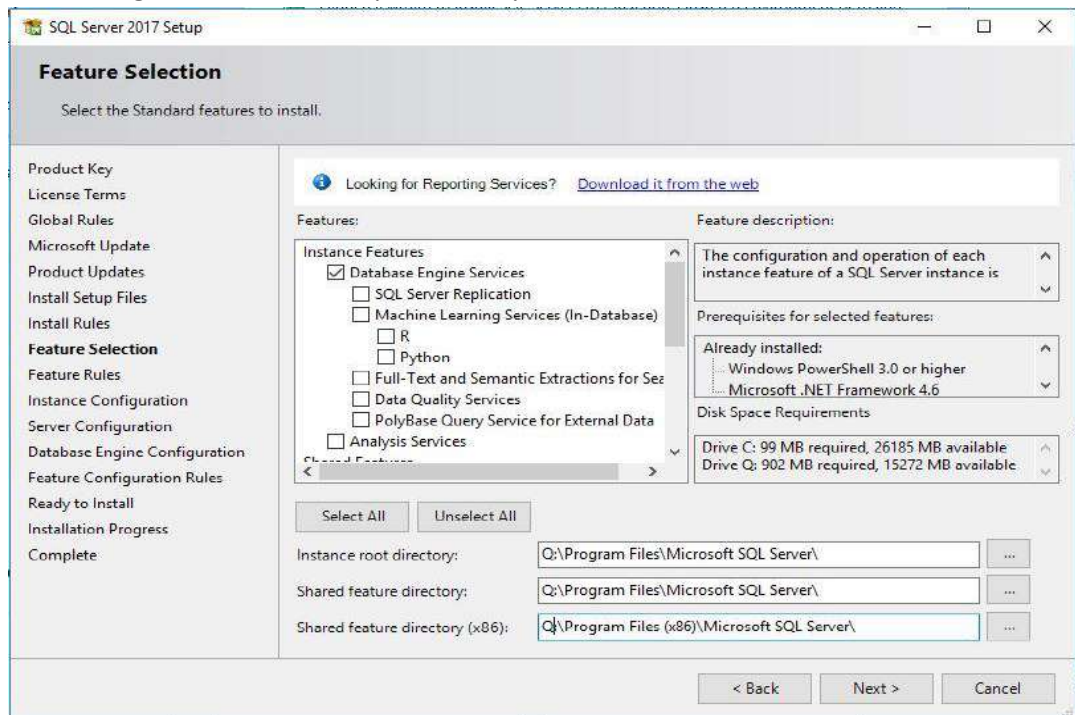 SQL Server 2017 Setup
Feature Selection
Select the Standard features to install.
Product Key
License Terms
Global Rules
Microsoft Update
Product Updates
Install Setup Files
Install Rules
Feature Selection
Feature Rules
Instance Configuration
Server Configuration
Database Engine Configuration
Feature Configuration Rules
Ready to Install
Installation Progress
Complete
Looking for Reporting Services? Download it from the web
Features:
Instance Features
Database Engine Services
SQL Server Replication
Machine Learning Services (In-Database)
R
Python
Full-Text and Semantic Extractions for Sea
Data Quality Services
PolyBase Query Service for External Data
Analysis Services
Shared Features
Feature description:
The configuration and operation of each
instance feature of a SQL Server instance is
Prerequisites for selected features:
Already installed:
Windows PowerShell 3.0 or higher
Microsoft .NET Framework 4.6
Disk Space Requirements
Drive C: 99 MB required, 26185 MB available
Drive Q: 902 MB required, 15272 MB available
Select All
Unselect All
Instance root directory: Q:\Program Files\Microsoft SQL Server\ ...
Shared feature directory: Q:\Program Files\Microsoft SQL Server\ ...
Shared feature directory (x86): Q:\Program Files (x86)\Microsoft SQL Server\ ...
< Back
Next >
Cancel